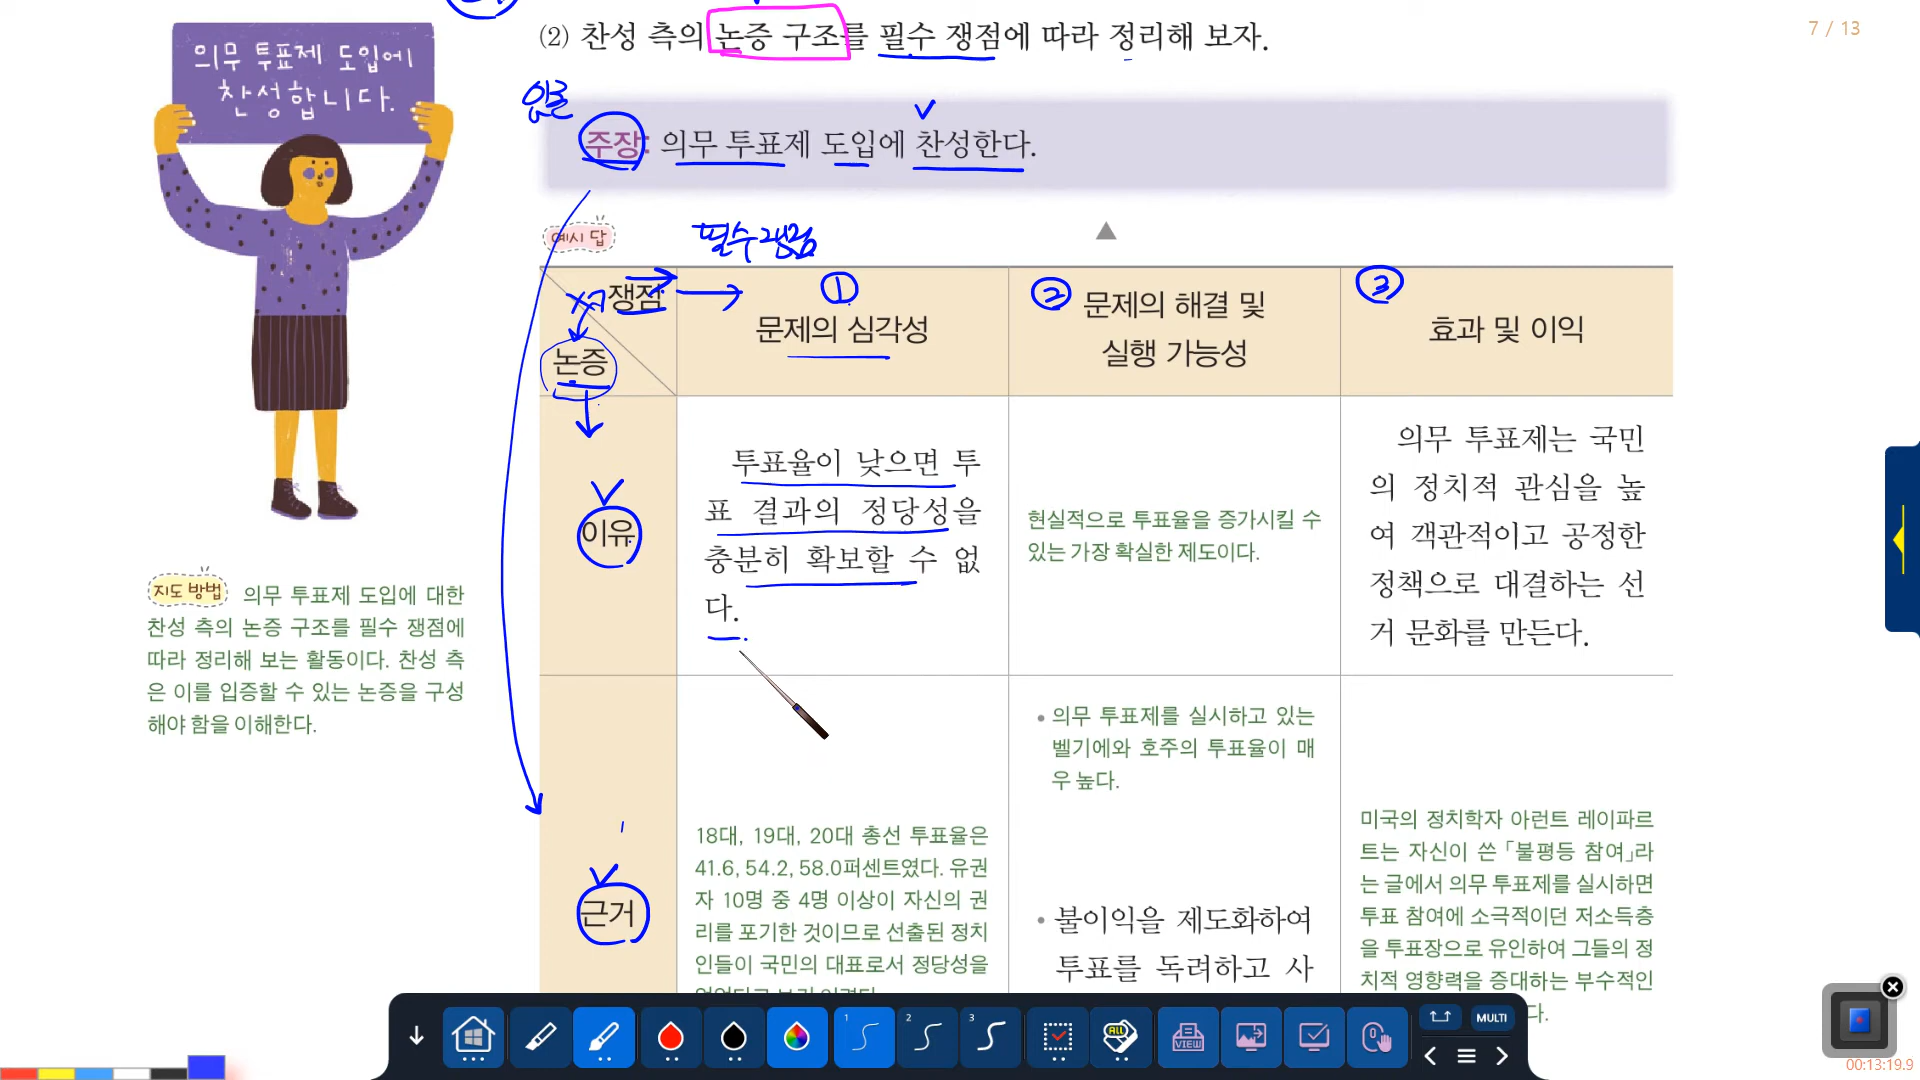 7 / 13
의무 투표제 도입에
찬성합니다.
(2) 찬성 측의 논증 구조를 필수 쟁점에 따라 정리해 보자.
주장: 의무 투표제 도입에 찬성한다.
예시 답
필수쟁점
쟁점
논증
①
문제의 심각성
②
문제의 해결 및
실행 가능성
③
효과 및 이익
이유
투표율이 낮으면 투
표 결과의 정당성을
충분히 확보할 수 없
다.
현실적으로 투표율을 증가시킬 수
있는 가장 확실한 제도이다.
의무 투표제는 국민
의 정치적 관심을 높
여 객관적이고 공정한
정책으로 대결하는 선
거 문화를 만든다.
지도 방법 의무 투표제 도입에 대한
찬성 측의 논증 구조를 필수 쟁점에
따라 정리해 보는 활동이다. 찬성 측
은 이를 입증할 수 있는 논증을 구성
해야 함을 이해한다.
근거
18대, 19대, 20대 총선 투표율은
41.6, 54.2, 58.0퍼센트였다. 유권
자 10명 중 4명 이상이 자신의 권
리를 포기한 것이므로 선출된 정치
인들이 국민의 대표로서 정당성을
• 의무 투표제를 실시하고 있는
벨기에와 호주의 투표율이 매
우 높다.
• 불이익을 제도화하여
투표를 독려하고 사
미국의 정치학자 아런트 레이파르
트는 자신이 쓴 「불평등 참여」라
는 글에서 의무 투표제를 실시하면
투표 참여에 소극적이던 저소득층
을 투표장으로 유인하여 그들의 정
치적 영향력을 증대하는 부수적인
다.
1
2
3
ALL
VIEW
MULTI
00:13:19.9